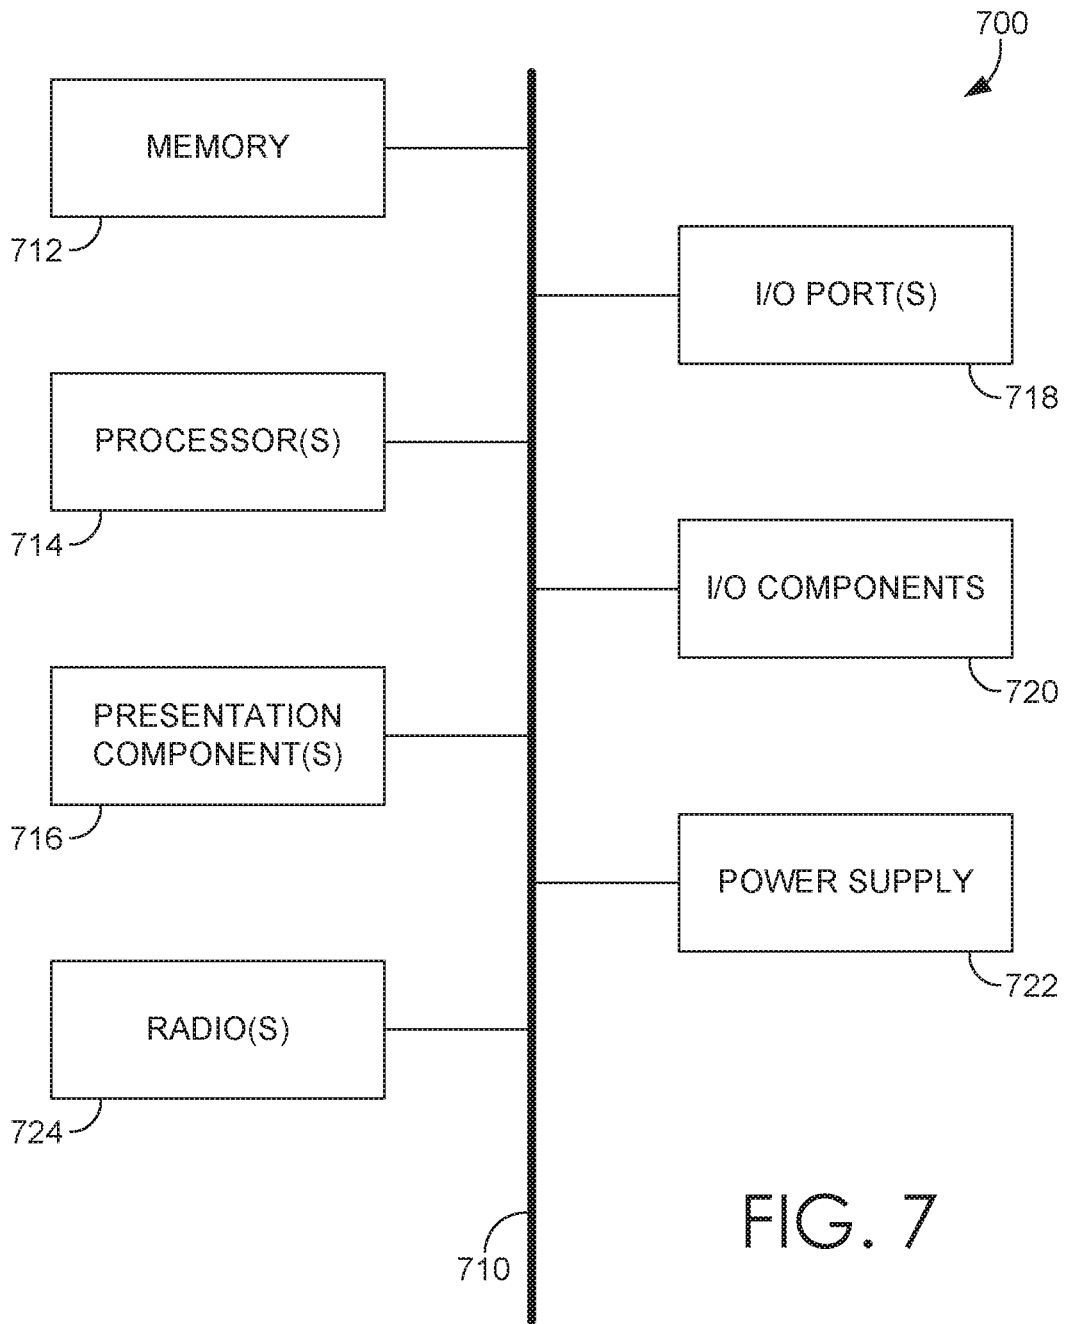 700
MEMORY
712
I/O PORT(S)
718
PROCESSOR(S)
714
I/O COMPONENTS
720
PRESENTATION
COMPONENT(S)
716
POWER SUPPLY
722
RADIO(S)
724
710
FIG. 7